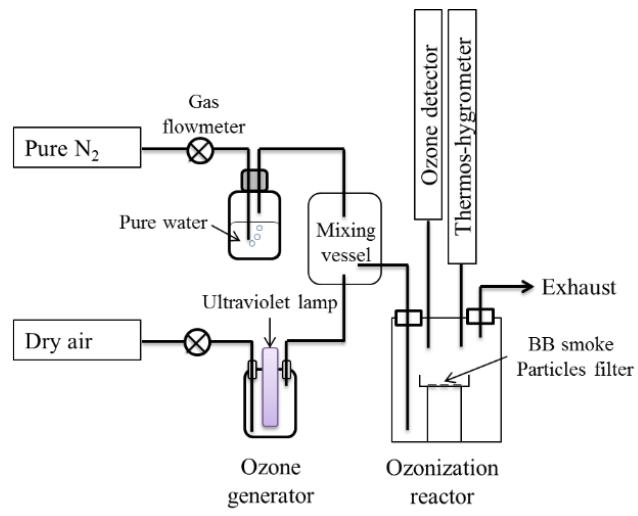 Gas
flowmeter
Pure N₂
Pure water
Mixing
vessel
Ozone detector
Thermos-hygrometer
Exhaust
Ultraviolet lamp
Dry air
BB smoke
Particles filter
Ozone
generator
Ozonization
reactor